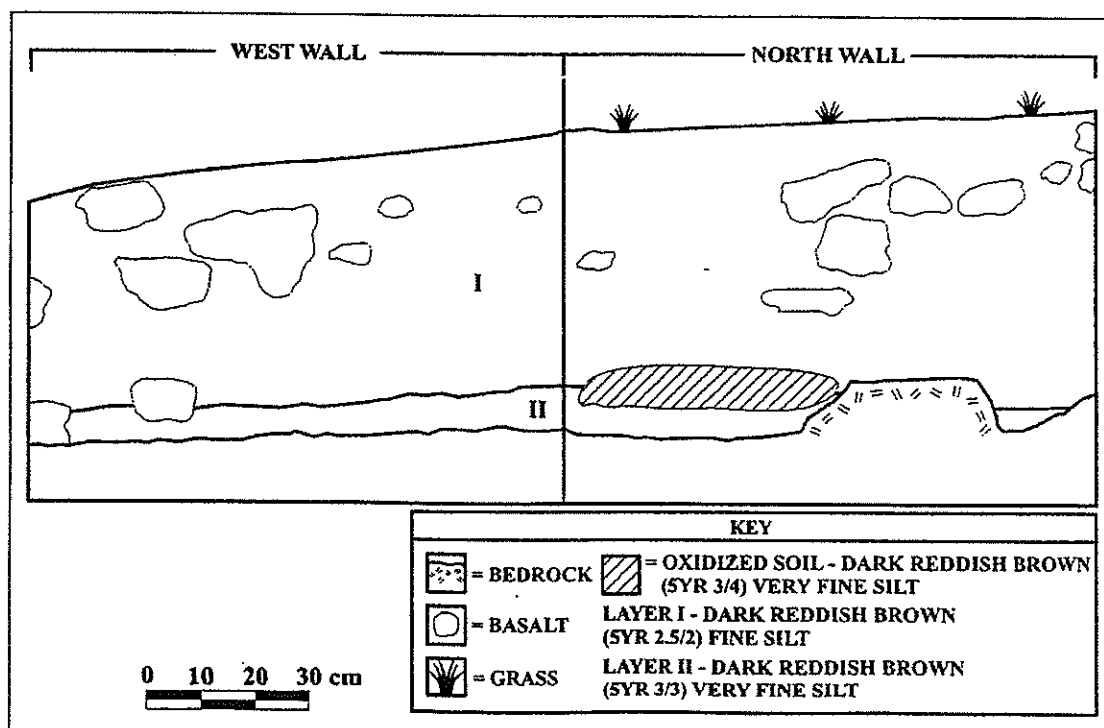 WEST WALL
NORTH WALL
I
II
KEY
= BEDROCK
= OXIDIZED SOIL - DARK REDDISH BROWN
(5YR 3/4) VERY FINE SILT
= BASALT
LAYER I - DARK REDDISH BROWN
(5YR 2.5/2) FINE SILT
= GRASS
LAYER II - DARK REDDISH BROWN
(5YR 3/3) VERY FINE SILT
0 10 20 30 cm